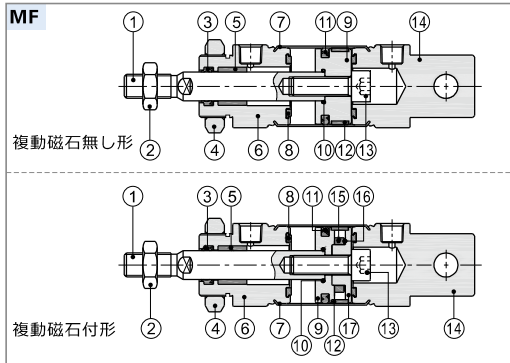 MF
① ③ ⑤ ⑦ ⑪ ⑨ ⑭
複動磁石無し形
② ④ ⑥ ⑧ ⑩ ⑫ ⑬
① ③ ⑤ ⑧ ⑪ ⑮ ⑯
⑬
複動磁石付形
② ④ ⑥ ⑦ ⑨ ⑰ ⑭
⑩ ⑫